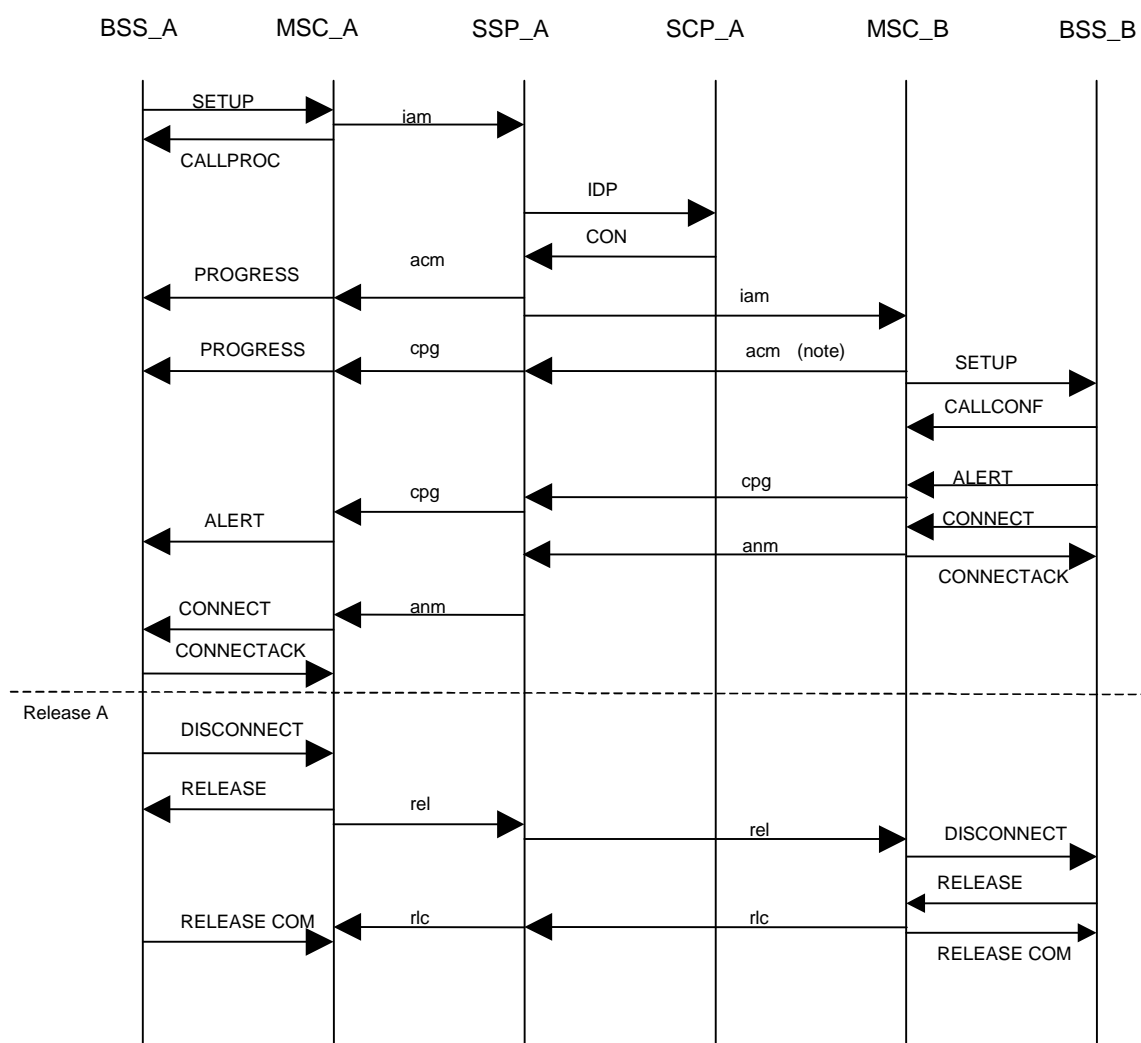 BSS_A MSC_A SSP_A SCP_A MSC_B BSS_B
SETUP
iam
CALLPROC
IDP
CON
acm
PROGRESS
iam
PROGRESS cpg acm (note)
SETUP
CALLCONF
ALERT
cpg
cpg
ALERT
CONNECT
anm
CONNECTACK
CONNECT anm
CONNECTACK
Release A
DISCONNECT
RELEASE
rel
rel
DISCONNECT
RELEASE
RELEASE COM rlc rlc
RELEASE COM